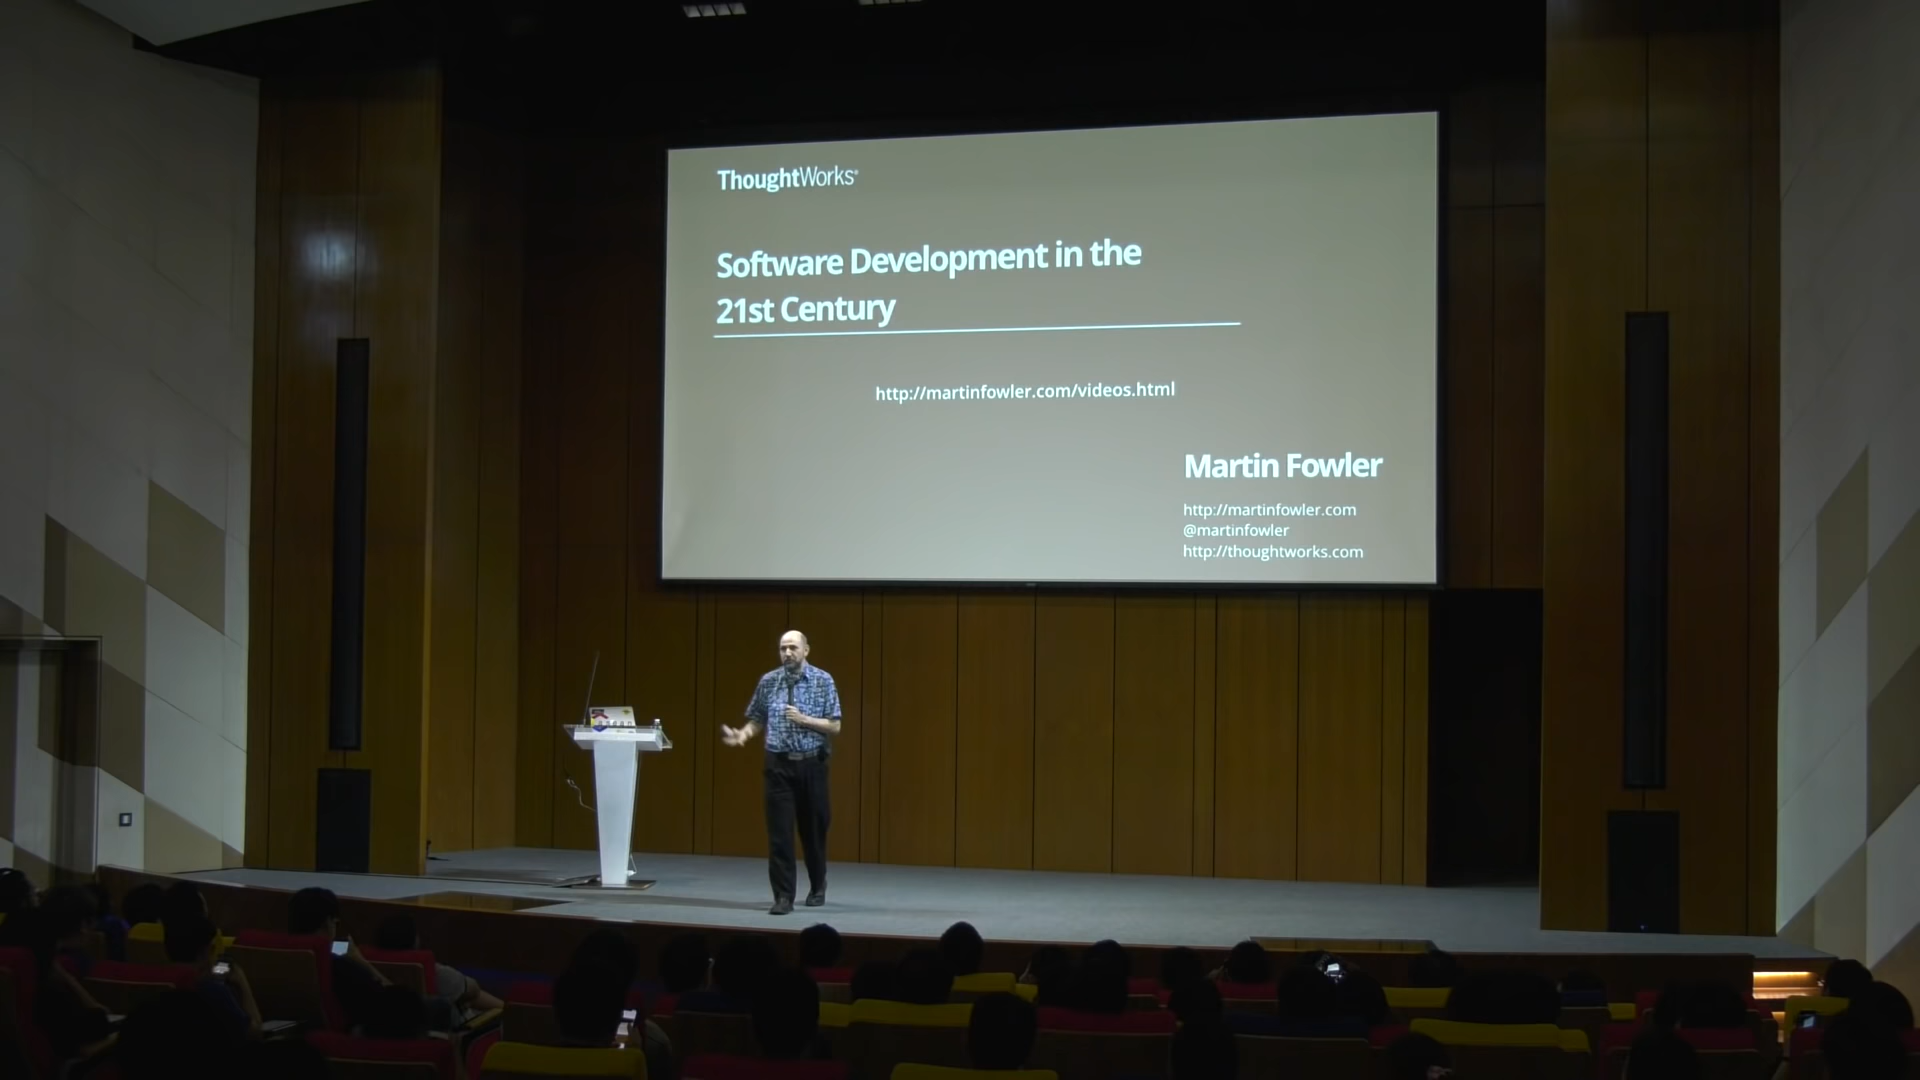 ThoughtWorks®
Software Development in the
21st Century
http://martinfowler.com/videos.html
Martin Fowler
http://martinfowler.com
@martinfowler
http://thoughtworks.com